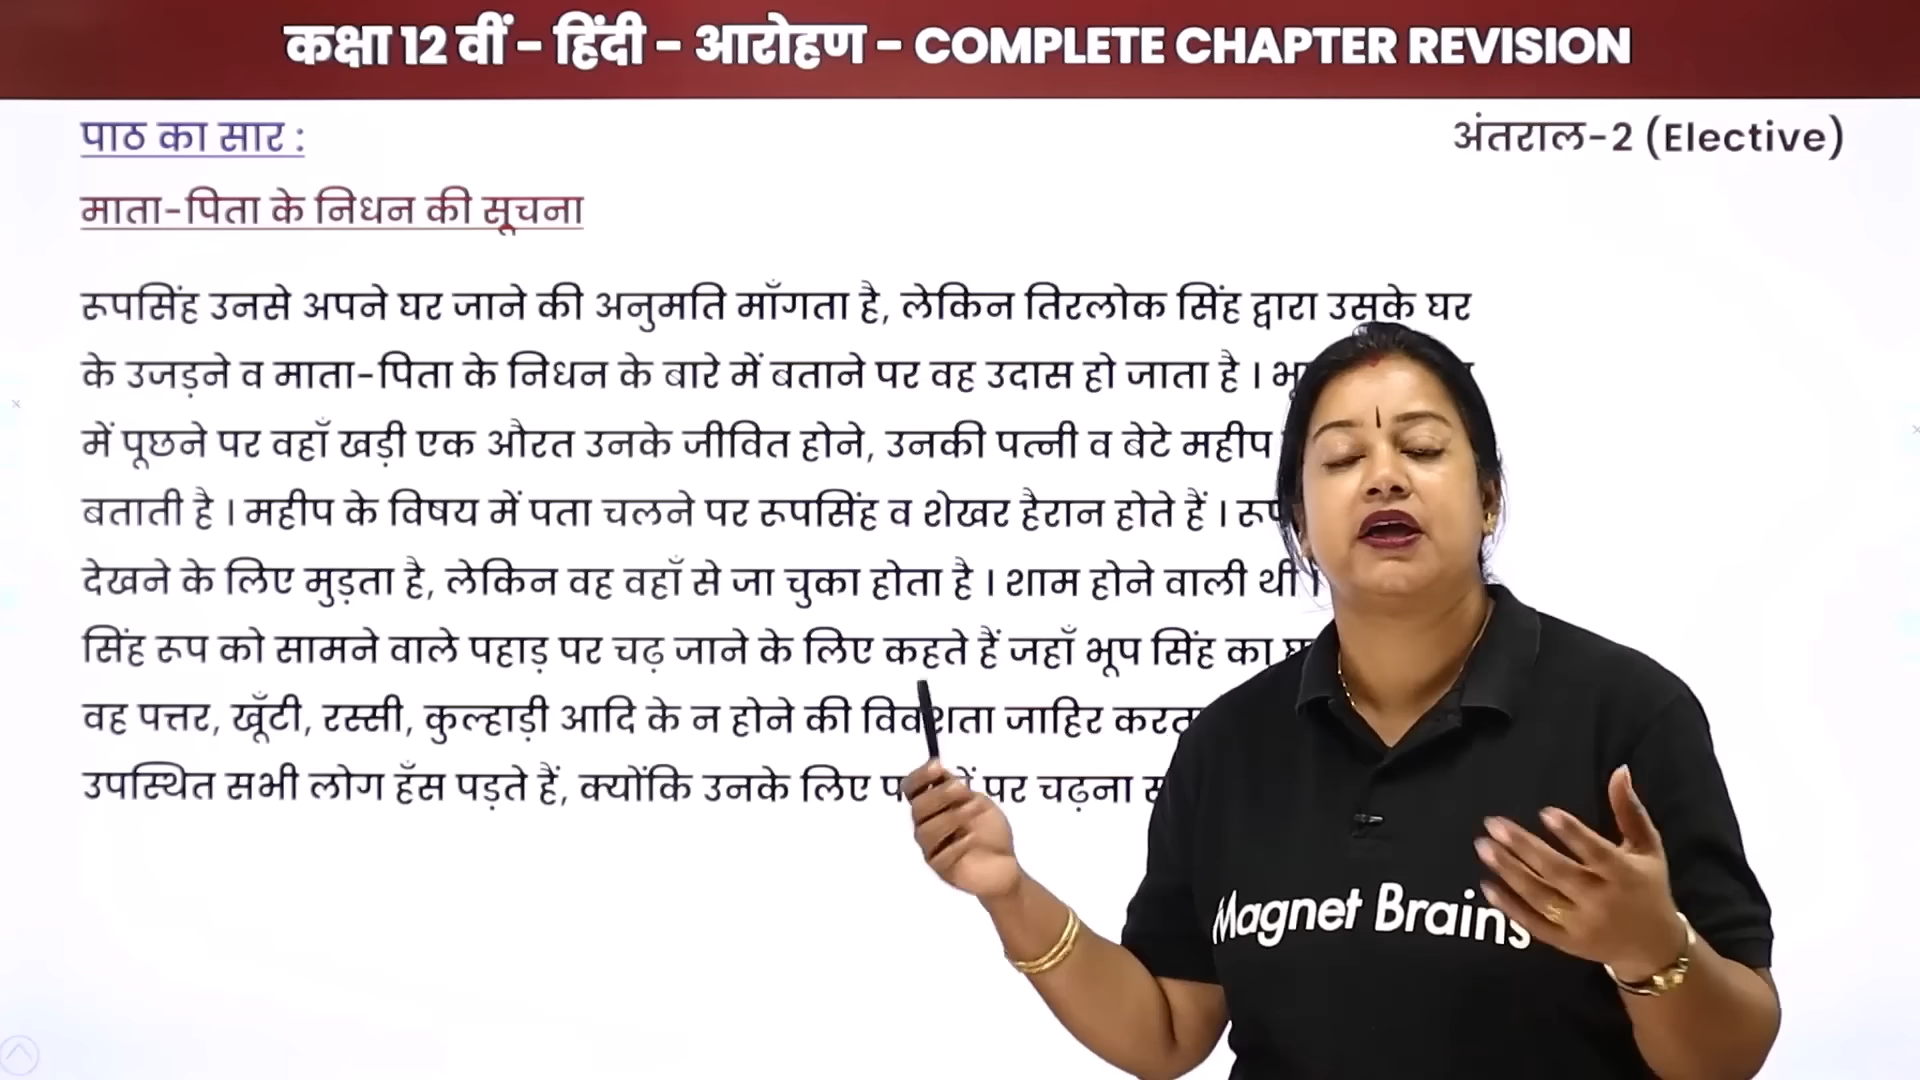 कक्षा 12 वीं - हिंदी - आरोहण - COMPLETE CHAPTER REVISION
पाठ का सार :
अंतराल-2 (Elective)
माता-पिता के निधन की सूचना
रूपसिंह उनसे अपने घर जाने की अनुमति माँगता है, लेकिन तिरलोक सिंह द्वारा उसके घर
के उजड़ने व माता-पिता के निधन के बारे में बताने पर वह उदास हो जाता है ।
में पूछने पर वहाँ खड़ी एक औरत उनके जीवित होने, उनकी पत्नी व बेटे महीप
बताती है । महीप के विषय में पता चलने पर रूपसिंह व शेखर हैरान होते हैं ।
देखने के लिए मुड़ता है, लेकिन वह वहाँ से जा चुका होता है । शाम होने वाली थी ।
सिंह रूप को सामने वाले पहाड़ पर चढ़ जाने के लिए कहते हैं जहाँ भूप सिंह का
वह पत्तर, खूँटी, रस्सी, कुल्हाड़ी आदि के न होने की विवशता जाहिर
उपस्थित सभी लोग हँस पड़ते हैं, क्योंकि उनके लिए पर चढ़ना
Magnet Brains